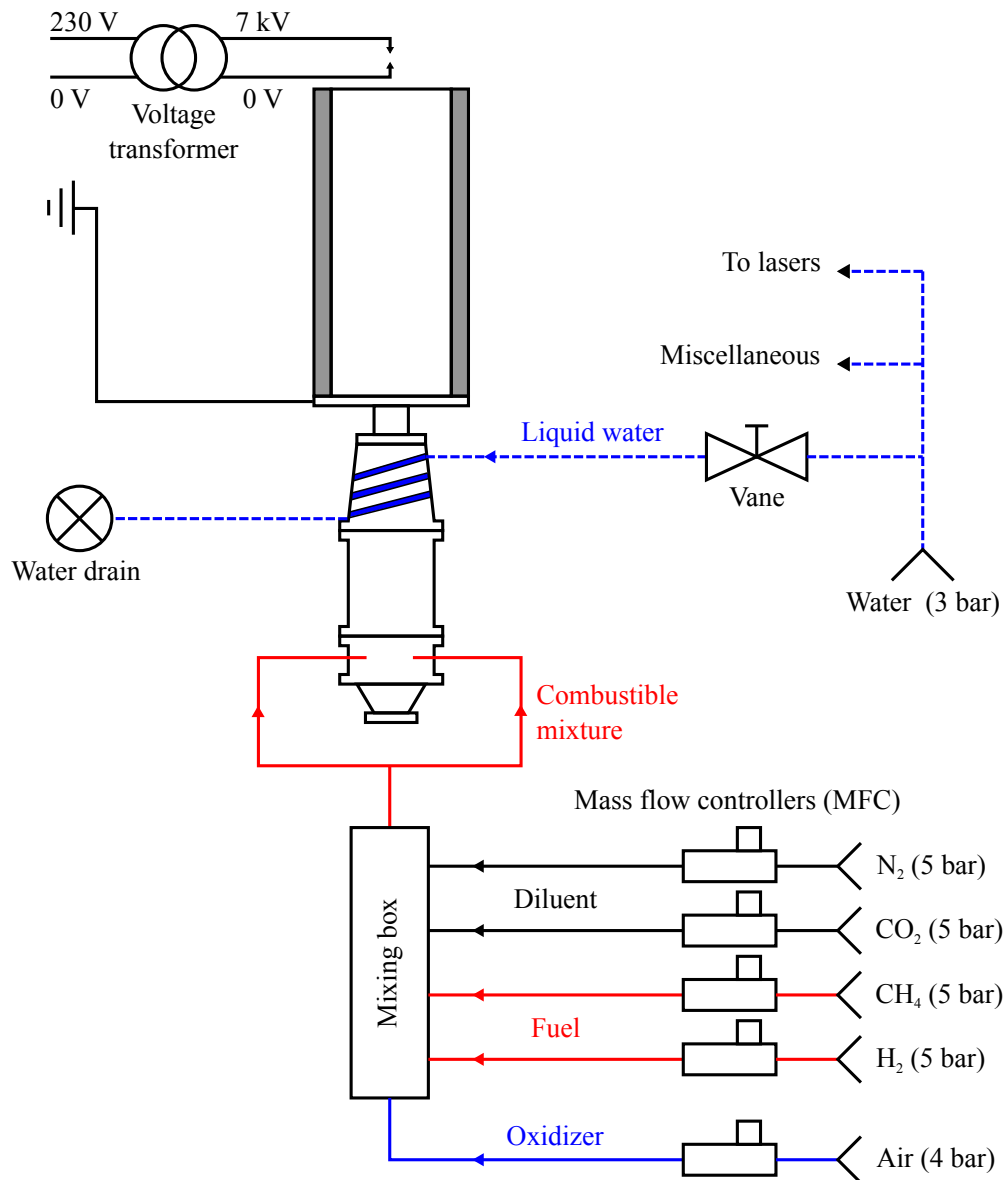 230 V
7 kV
0 V
0 V
Voltage
transformer
To lasers
Miscellaneous
Liquid water
Vane
Water drain
Water (3 bar)
Combustible
mixture
Mass flow controllers (MFC)
N₂ (5 bar)
Diluent
CO₂ (5 bar)
Mixing box
CH₄ (5 bar)
Fuel
H₂ (5 bar)
Oxidizer
Air (4 bar)